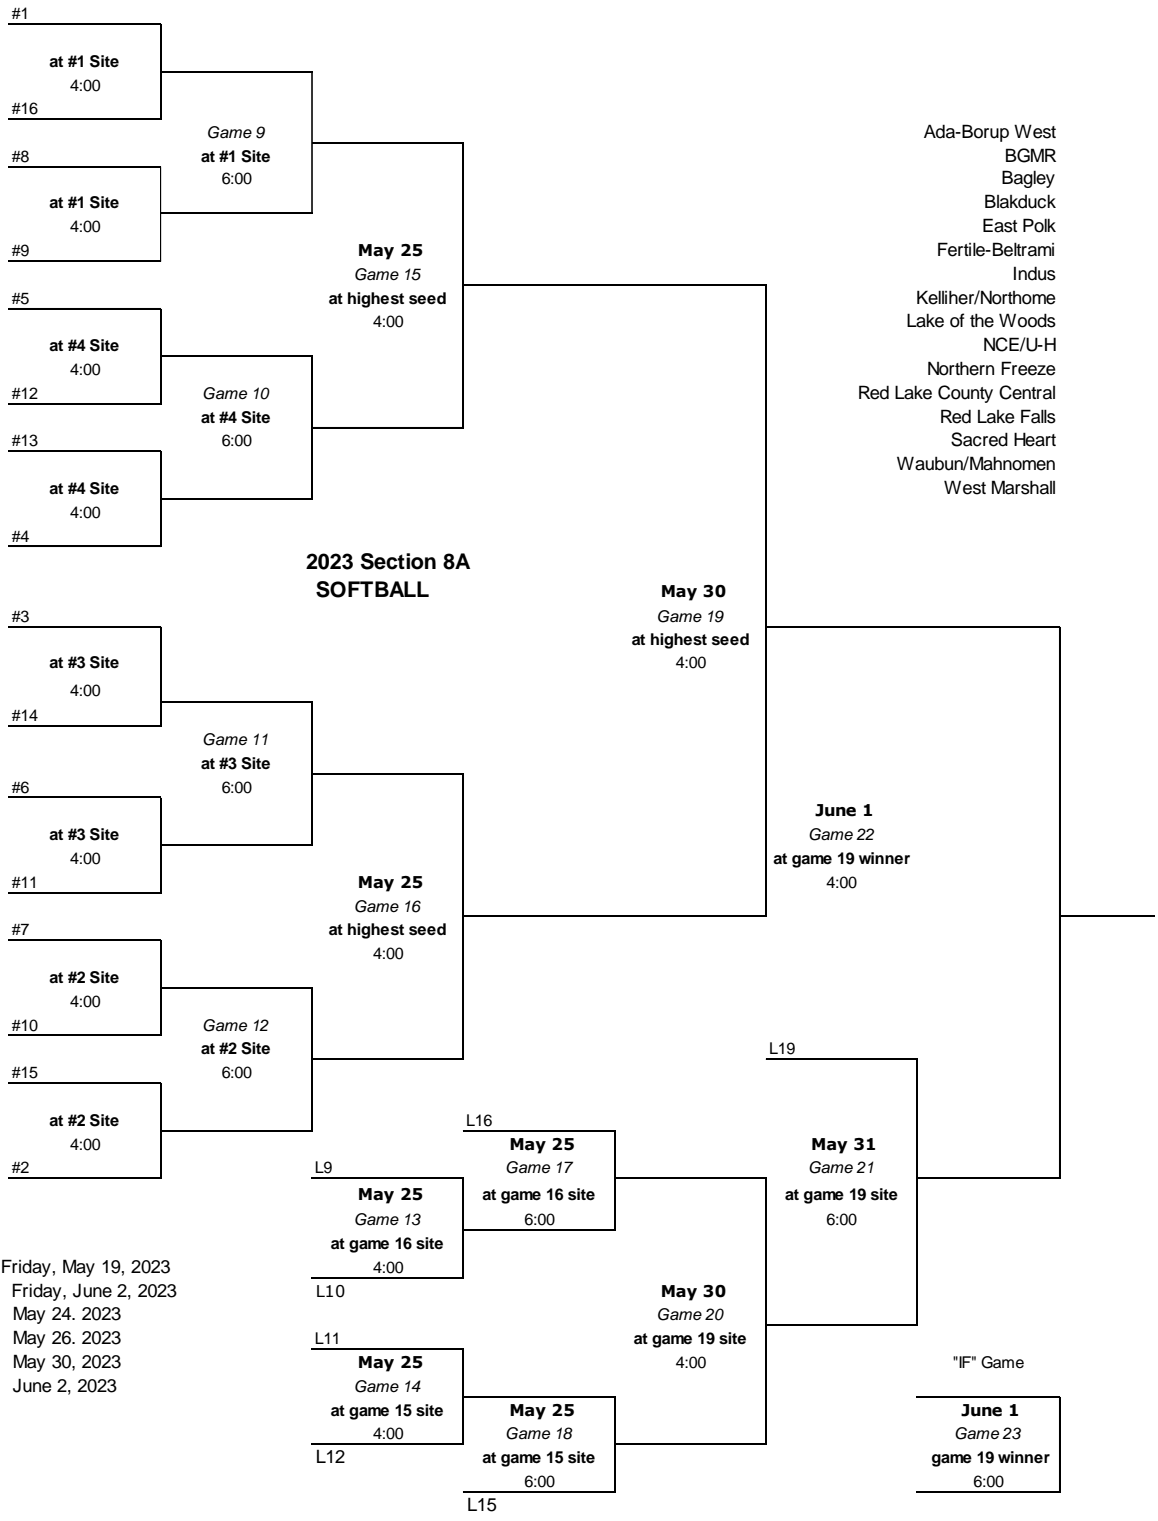 #1
at #1 Site
4:00
#16
Game 9
at #1 Site
6:00
#8
at #1 Site
4:00
#9
May 25
Game 15
at highest seed
4:00
#5
at #4 Site
4:00
#12
Game 10
at #4 Site
6:00
#13
at #4 Site
4:00
#4
Ada-Borup West
BGMR
Bagley
Blakduck
East Polk
Fertile-Beltrami
Indus
Kelliher/Northome
Lake of the Woods
NCE/U-H
Northern Freeze
Red Lake County Central
Red Lake Falls
Sacred Heart
Waubun/Mahnomen
West Marshall
2023 Section 8A
SOFTBALL
May 30
Game 19
at highest seed
4:00
#3
at #3 Site
4:00
#14
Game 11
at #3 Site
6:00
#6
at #3 Site
4:00
#11
May 25
Game 16
at highest seed
4:00
#7
at #2 Site
4:00
#10
Game 12
at #2 Site
6:00
#15
at #2 Site
4:00
#2
June 1
Game 22
at game 19 winner
4:00
L19
May 31
Game 21
at game 19 site
6:00
L16
May 25
Game 17
at game 16 site
6:00
L9
May 25
Game 13
at game 16 site
4:00
L10
May 30
Game 20
at game 19 site
4:00
L11
May 25
Game 14
at game 15 site
4:00
L12
May 25
Game 18
at game 15 site
6:00
L15
"IF" Game
June 1
Game 23
game 19 winner
6:00
Friday, May 19, 2023
Friday, June 2, 2023
May 24. 2023
May 26. 2023
May 30, 2023
June 2, 2023